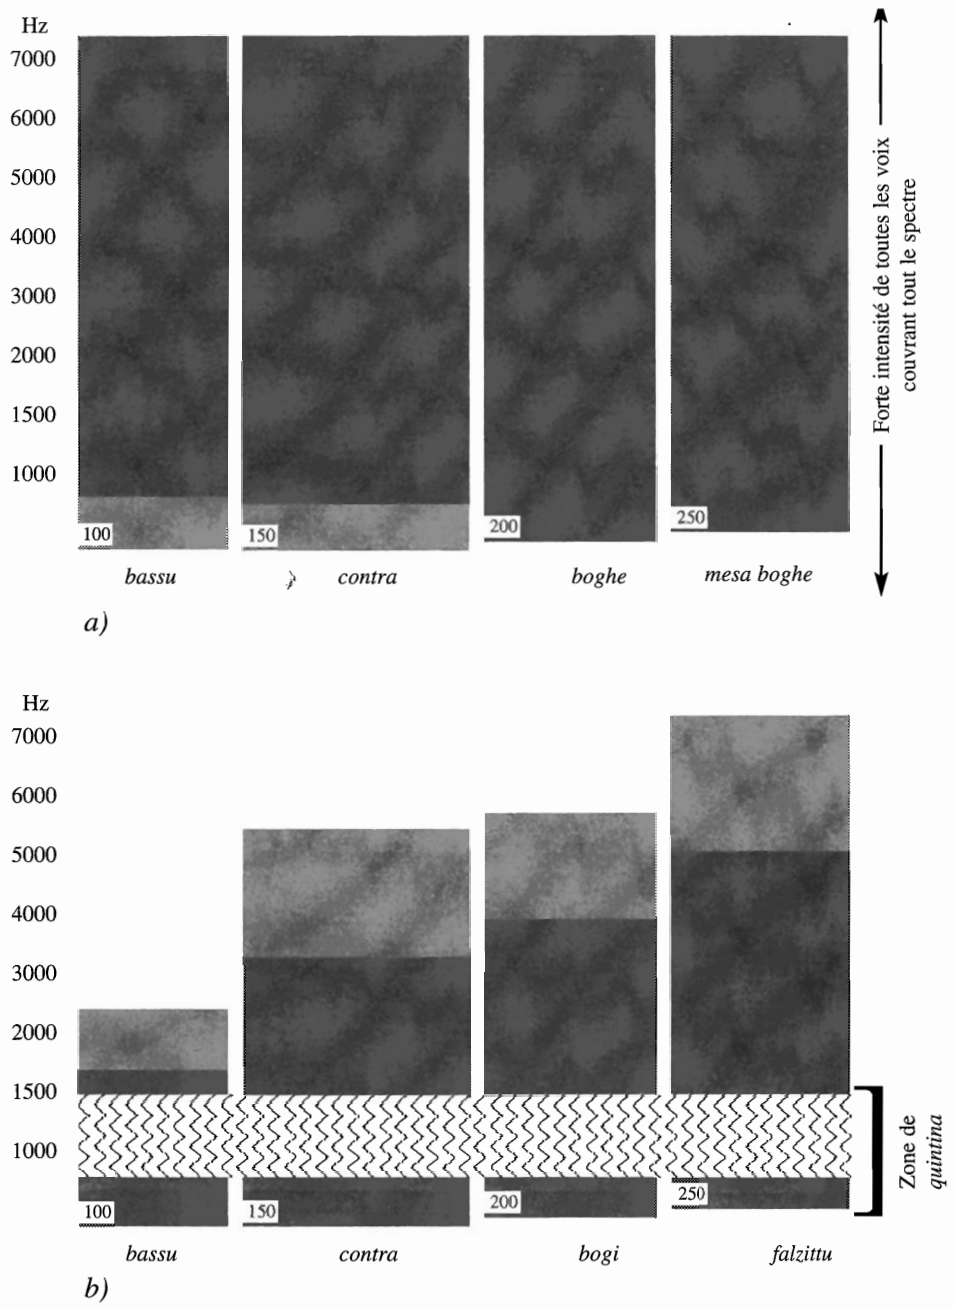 Hz
7000
6000
5000
4000
3000
2000
1500
1000
100
150
200
250
bassu
contra
boghe
mesa boghe
Forte intensité de toutes les voix
couvrant tout le spectre
a)
Hz
7000
6000
5000
4000
3000
2000
1500
1000
100
150
200
250
bassu
contra
bogi
falzittu
Zone de
quintina
b)